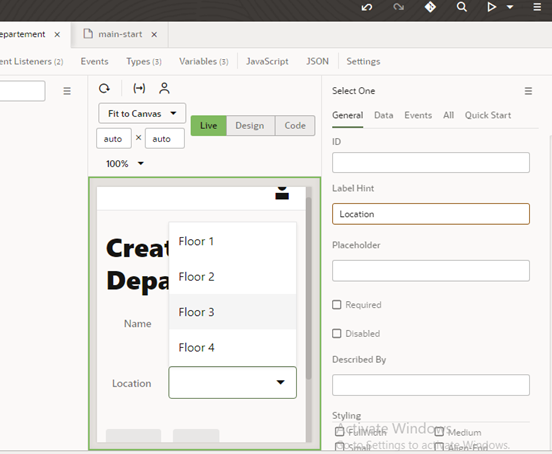 epartement ×
main-start ×
ent Listeners (2) Events Types (3) Variables (3) JavaScript JSON Settings
Fit to Canvas
auto × auto
Live Design Code
100%
Creat
Depa
Floor 1
Floor 2
Floor 3
Floor 4
Name
Location
Select One
General Data Events All Quick Start
ID
Label Hint
Location
Placeholder
Required
Disabled
Described By
Styling
FullWidth Medium
Small Align-End
Activate Windows
Go to Settings to activate Windows.